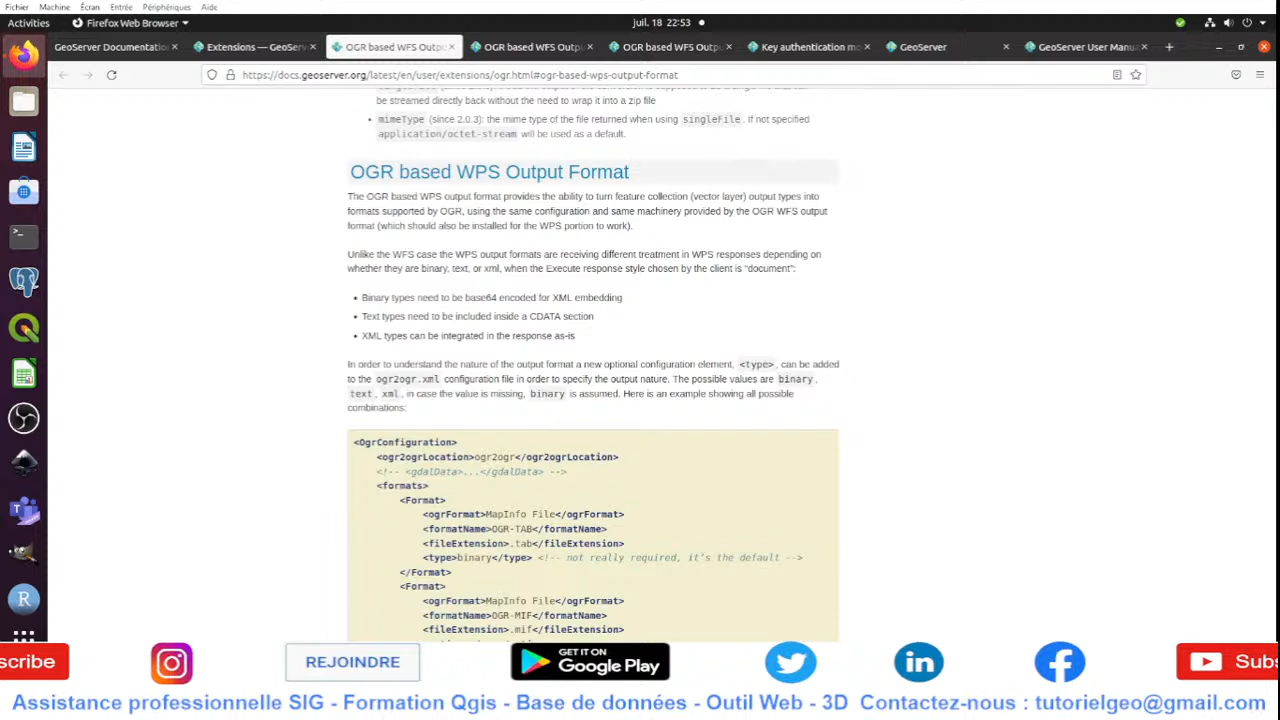 Fichier Machine Écran Entrée Périphériques Aide
Activities Firefox Web Browser juil. 18 22:53
GeoServer Documentatio Extensions — GeoServ OGR based WFS Outpu OGR based WFS Outp OGR based WFS Outpu Key authentication mo GeoServer GeoServer User Manua
https://docs.geoserver.org/latest/en/user/extensions/ogr.html#ogr-based-wps-output-format
be streamed directly back without the need to wrap it into a zip file
mimeType (since 2.0.3): the mime type of the file returned when using singleFile. If not specified
application/octet-stream will be used as a default.
OGR based WPS Output Format
The OGR based WPS output format provides the ability to turn feature collection (vector layer) output types into
formats supported by OGR, using the same configuration and same machinery provided by the OGR WFS output
format (which should also be installed for the WPS portion to work).
Unlike the WFS case the WPS output formats are receiving different treatment in WPS responses depending on
whether they are binary, text, or xml, when the Execute response style chosen by the client is "document":
Binary types need to be base64 encoded for XML embedding
Text types need to be included inside a CDATA section
XML types can be integrated in the response as-is
In order to understand the nature of the output format a new optional configuration element, <type>, can be added
to the ogr2ogr.xml configuration file in order to specify the output nature. The possible values are binary,
text, xml, in case the value is missing, binary is assumed. Here is an example showing all possible
combinations:
<OgrConfiguration>
<ogr2ogrLocation>ogr2ogr</ogr2ogrLocation>
<!-- <gdalData>...</gdalData> -->
<formats>
<Format>
<ogrFormat>MapInfo File</ogrFormat>
<formatName>OGR-TAB</formatName>
<fileExtension>.tab</fileExtension>
<type>binary</type> <!-- not really required, it's the default -->
</Format>
<Format>
<ogrFormat>MapInfo File</ogrFormat>
<formatName>OGR-MIF</formatName>
<fileExtension>.mif</fileExtension>
scribe REJOINDRE GET IT ON Google Play Subs
Assistance professionnelle SIG - Formation Qgis - Base de données - Outil Web - 3D Contactez-nous : tutorielgeo@gmail.com